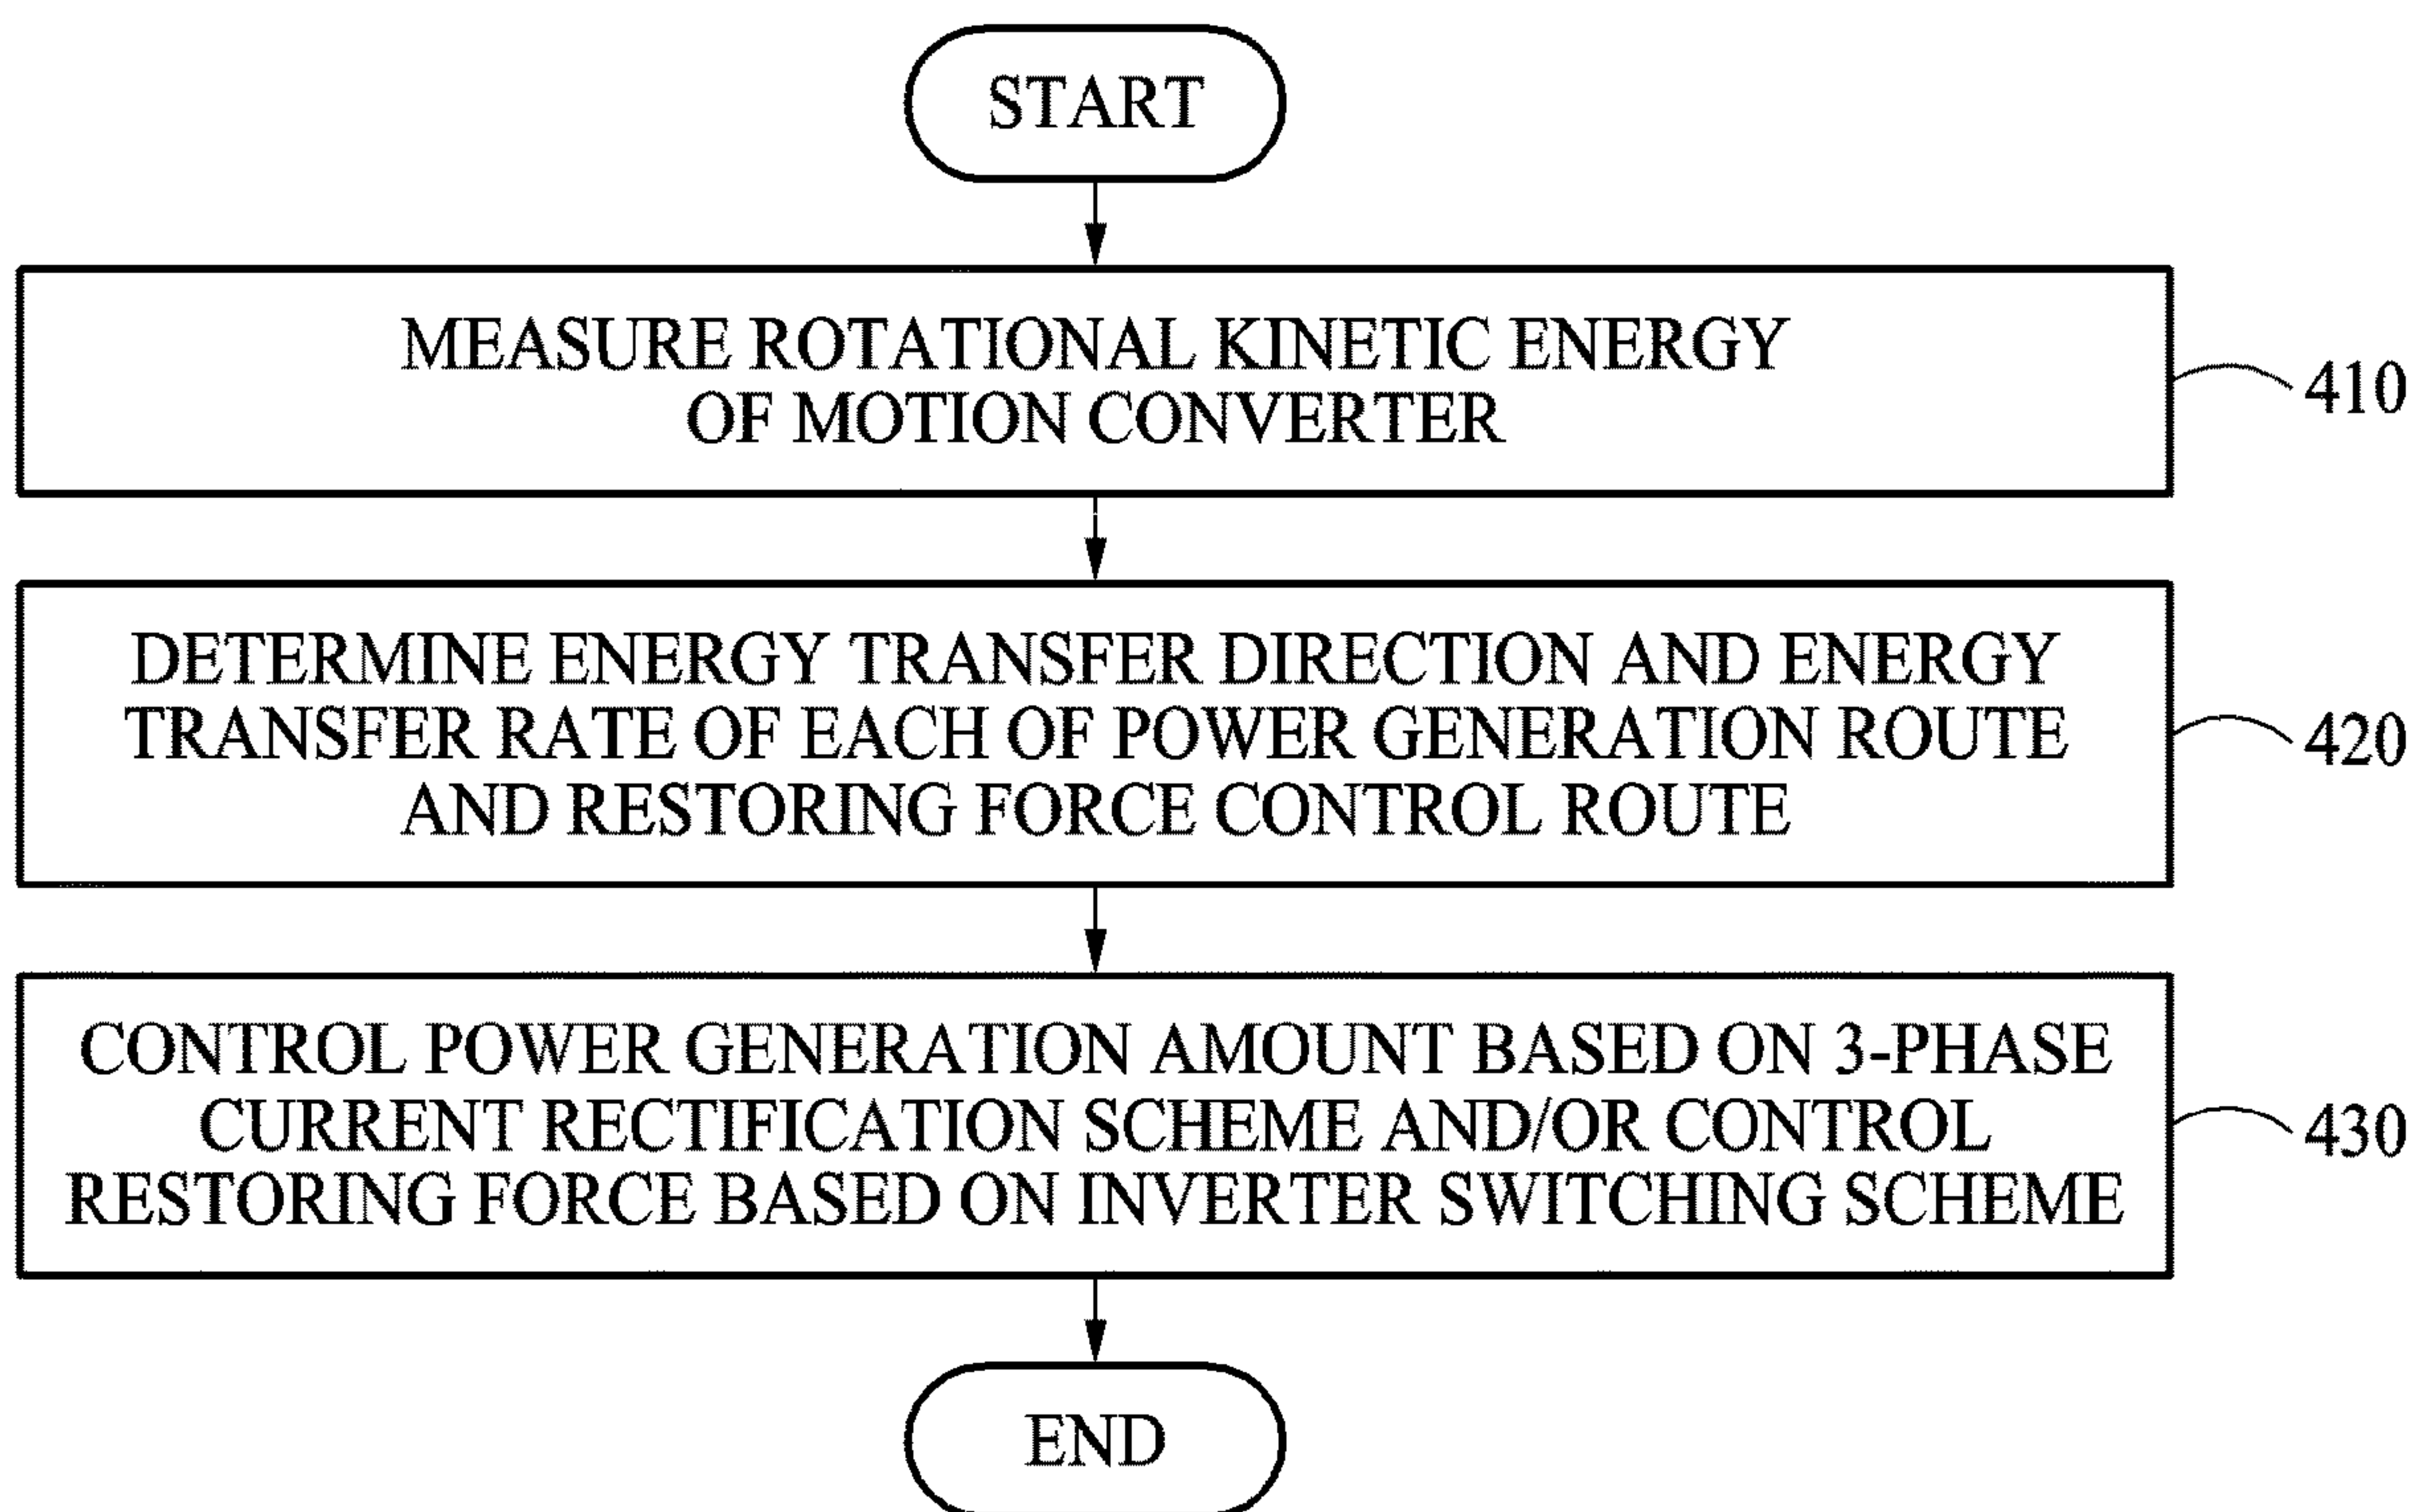 START
MEASURE ROTATIONAL KINETIC ENERGY
OF MOTION CONVERTER
410
DETERMINE ENERGY TRANSFER DIRECTION AND ENERGY
TRANSFER RATE OF EACH OF POWER GENERATION ROUTE
AND RESTORING FORCE CONTROL ROUTE
420
CONTROL POWER GENERATION AMOUNT BASED ON 3-PHASE
CURRENT RECTIFICATION SCHEME AND/OR CONTROL
RESTORING FORCE BASED ON INVERTER SWITCHING SCHEME
430
END